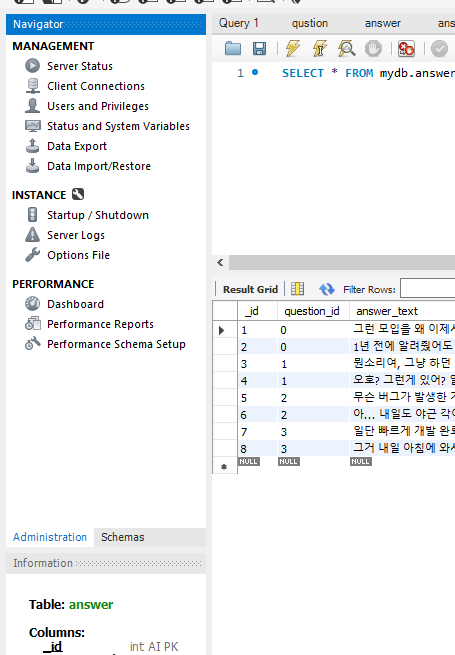 Navigator
MANAGEMENT
Server Status
Client Connections
Users and Privileges
Status and System Variables
Data Export
Data Import/Restore
INSTANCE
Startup / Shutdown
Server Logs
Options File
PERFORMANCE
Dashboard
Performance Reports
Performance Schema Setup
Administration Schemas
Information
Table: answer
Columns:
_id int AI PK
Query 1 qustion answer ans
1 SELECT * FROM mydb.answer
Result Grid Filter Rows:
_id question_id answer_text
1 0 그런 모입을 왜 이제서
2 0 1년 전에 알려줬어도
3 1 뭔소리여, 그냥 하던
4 1 오호? 그런게 있어?
5 2 무슨 버그가 발생한
6 2 아... 내일도 야근 각이
7 3 일단 빠르게 개발 완료
8 3 그거 내일 아침에 와서
NULL NULL NULL